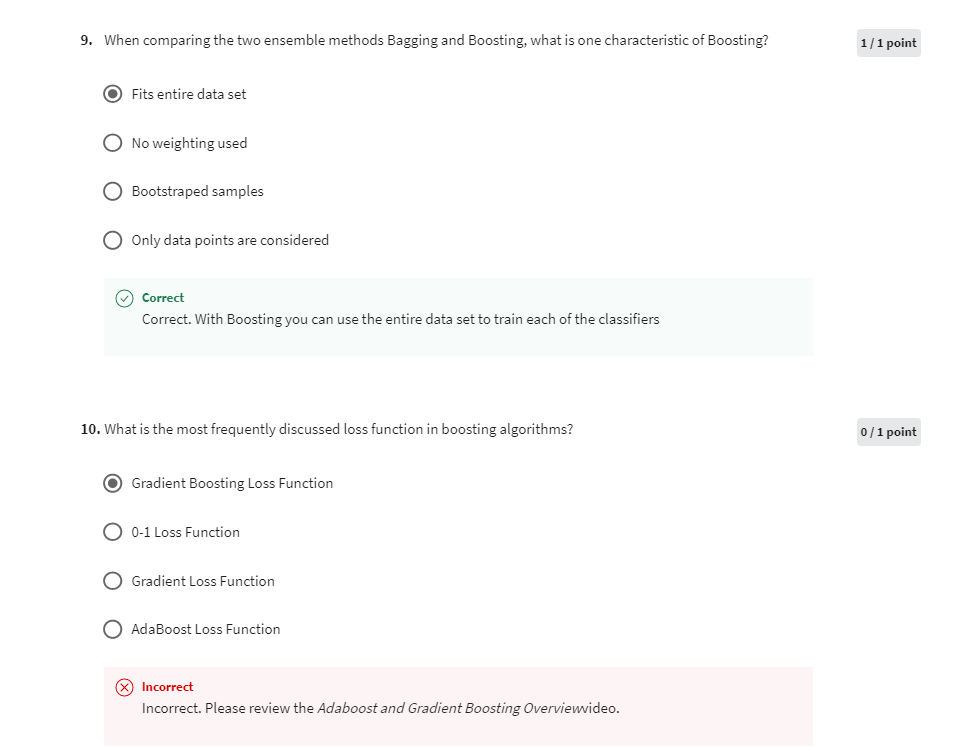 9. When comparing the two ensemble methods Bagging and Boosting, what is one characteristic of Boosting?
1 / 1 point
Fits entire data set
No weighting used
Bootstraped samples
Only data points are considered
Correct
Correct. With Boosting you can use the entire data set to train each of the classifiers
10. What is the most frequently discussed loss function in boosting algorithms?
0 / 1 point
Gradient Boosting Loss Function
0-1 Loss Function
Gradient Loss Function
AdaBoost Loss Function
Incorrect
Incorrect. Please review the Adaboost and Gradient Boosting Overviewvideo.